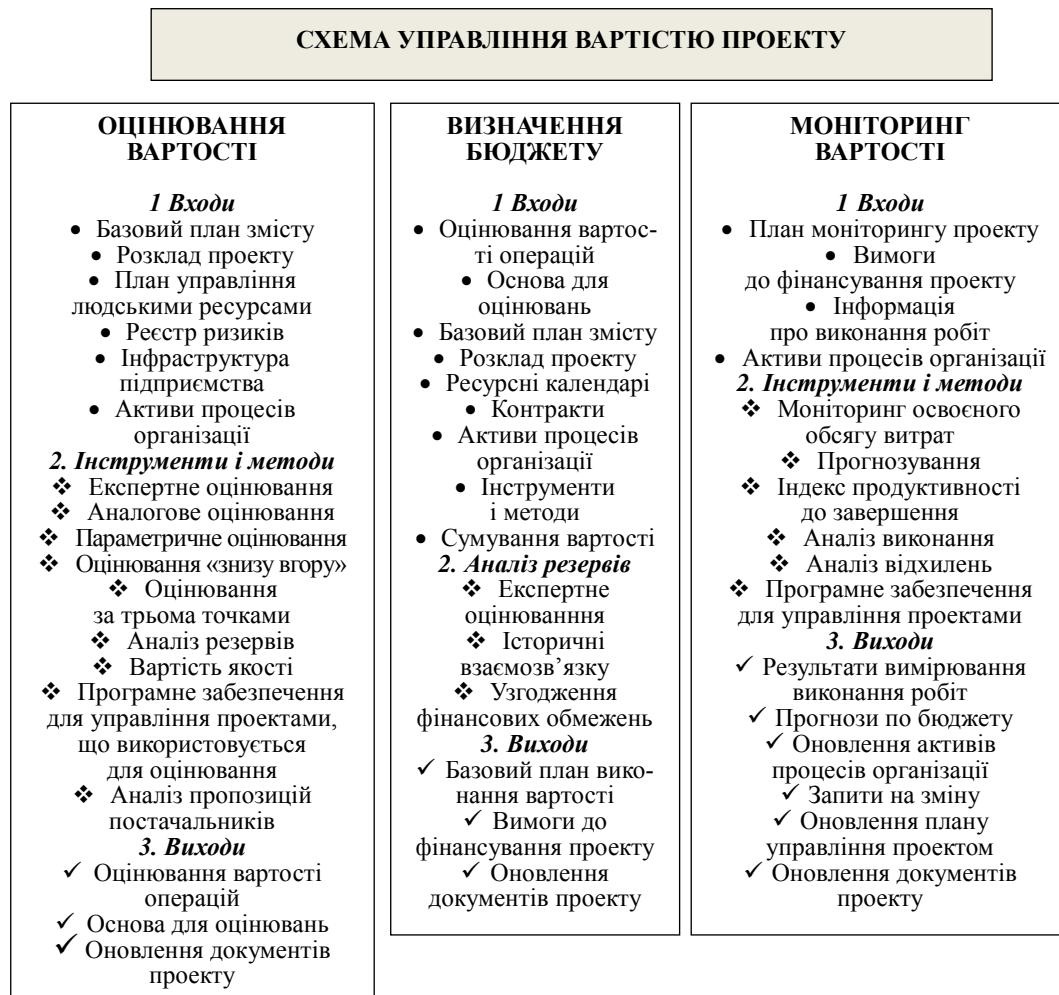 СХЕМА УПРАВЛІННЯ ВАРТІСТЮ ПРОЕКТУ
ОЦІНЮВАННЯ
ВАРТОСТІ
1 Входи
• Базовий план змісту
• Розклад проекту
• План управління
людськими ресурсами
• Реєстр ризиків
• Інфраструктура
підприємства
• Активи процесів
організації
2. Інструменти і методи
❖ Експертне оцінювання
❖ Аналогове оцінювання
❖ Параметричне оцінювання
❖ Оцінювання «знизу вгору»
❖ Оцінювання
за трьома точками
❖ Аналіз резервів
❖ Вартість якості
❖ Програмне забезпечення
для управління проектами,
що використовується
для оцінювання
❖ Аналіз пропозицій
постачальників
3. Виходи
✓ Оцінювання вартості
операцій
✓ Основа для оцінювань
✓ Оновлення документів
проекту
ВИЗНАЧЕННЯ
БЮДЖЕТУ
1 Входи
• Оцінювання вартос-
ті операцій
• Основа для
оцінювань
• Базовий план змісту
• Розклад проекту
• Ресурсні календарі
• Контракти
• Активи процесів
організації
• Інструменти
і методи
• Сумування вартості
2. Аналіз резервів
❖ Експертне
оцінюванння
❖ Історичні
взаємозв’язку
❖ Узгодження
фінансових обмежень
3. Виходи
✓ Базовий план вико-
нання вартості
✓ Вимоги до
фінансування проекту
✓ Оновлення
документів проекту
МОНІТОРИНГ
ВАРТОСТІ
1 Входи
• План моніторингу проекту
• Вимоги
до фінансування проекту
• Інформація
про виконання робіт
• Активи процесів організації
2. Інструменти і методи
❖ Моніторинг освоєного
обсягу витрат
❖ Прогнозування
❖ Індекс продуктивності
до завершення
❖ Аналіз виконання
❖ Аналіз відхилень
❖ Програмне забезпечення
для управління проектами
3. Виходи
✓ Результати вимірювання
виконання робіт
✓ Прогнози по бюджету
✓ Оновлення активів
процесів організації
✓ Запити на зміну
✓ Оновлення плану
управління проектом
✓ Оновлення документів
проекту